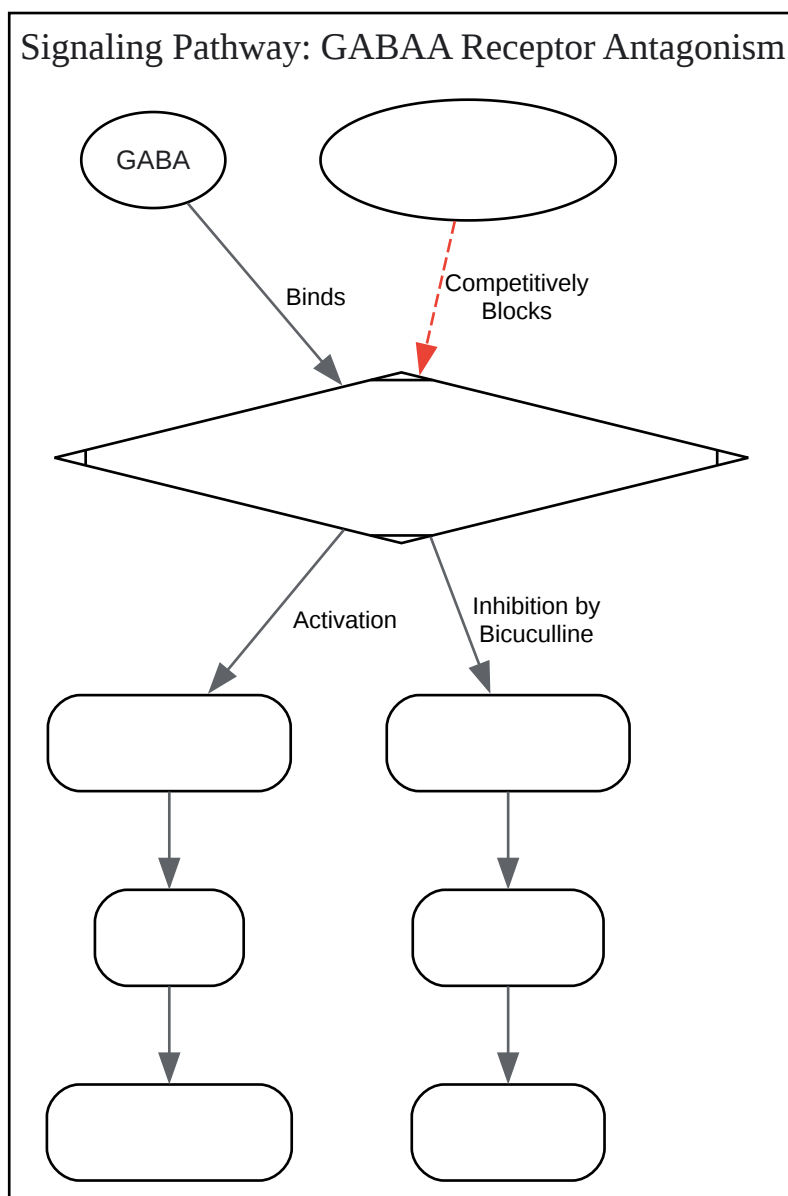 Signaling Pathway: GABAA Receptor Antagonism
GABA
Binds
Competitively
Blocks
Activation
Inhibition by
Bicuculline